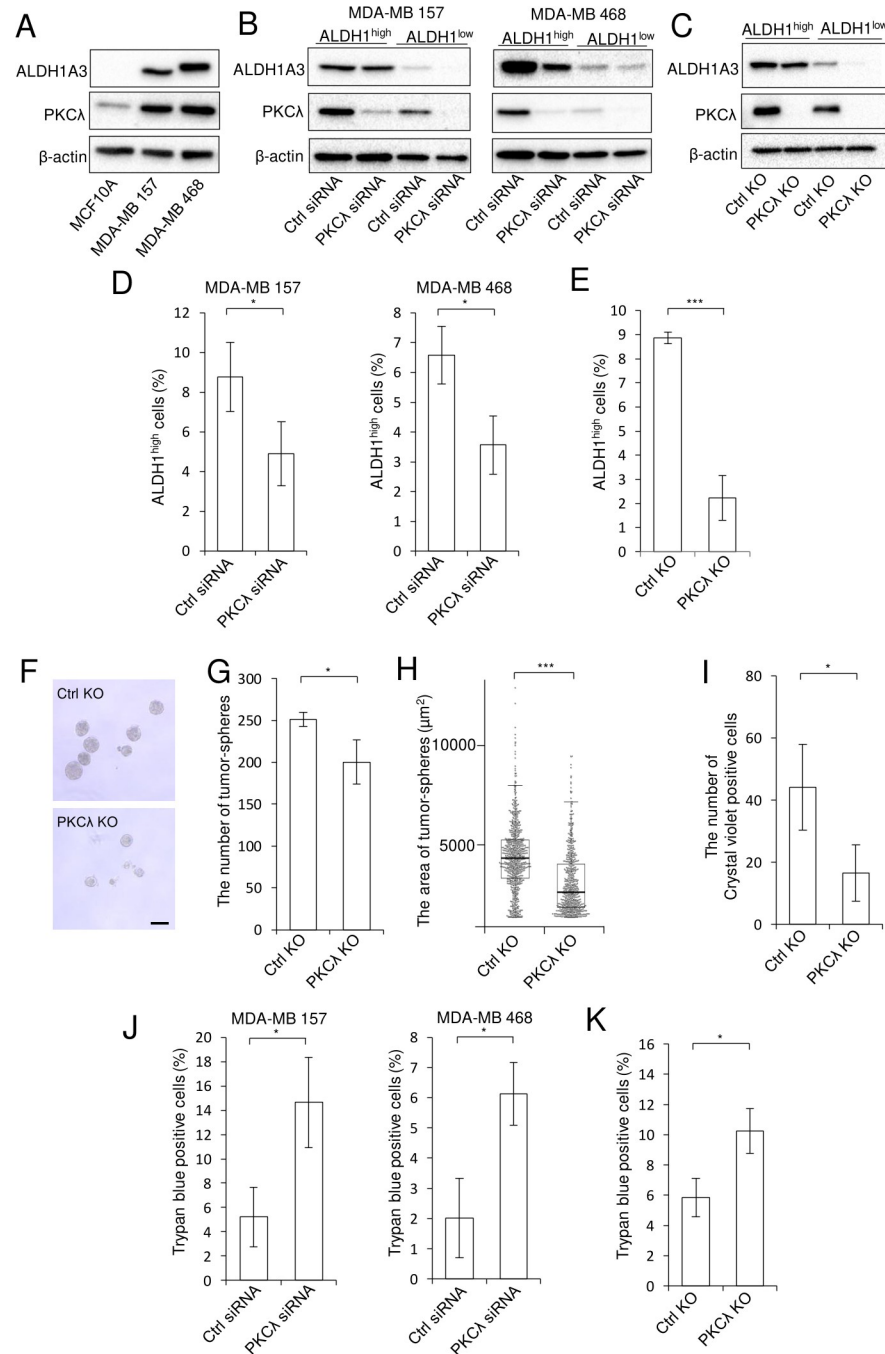 A
ALDH1A3
PKCλ
β-actin
MCF10A
MDA-MB 157
MDA-MB 468
B
MDA-MB 157
MDA-MB 468
ALDH1high
ALDH1low
ALDH1high
ALDH1low
ALDH1A3
PKCλ
β-actin
Ctrl siRNA
PKCλ siRNA
Ctrl siRNA
PKCλ siRNA
Ctrl siRNA
PKCλ siRNA
Ctrl siRNA
PKCλ siRNA
C
ALDH1high
ALDH1low
ALDH1A3
PKCλ
β-actin
Ctrl KO
PKCλ KO
Ctrl KO
PKCλ KO
D
MDA-MB 157
*
ALDH1high cells (%)
12
10
8
6
4
2
0
Ctrl siRNA
PKCλ siRNA
MDA-MB 468
*
ALDH1high cells (%)
8
7
6
5
4
3
2
1
0
Ctrl siRNA
PKCλ siRNA
E
***
ALDH1high cells (%)
10
9
8
7
6
5
4
3
2
1
0
Ctrl KO
PKCλ KO
F
Ctrl KO
PKCλ KO
G
*
The number of tumor-spheres
300
250
200
150
100
50
0
Ctrl KO
PKCλ KO
H
***
The area of tumor-spheres (μm2)
10000
5000
Ctrl KO
PKCλ KO
I
*
The number of
Crystal violet positive cells
80
60
40
20
0
Ctrl KO
PKCλ KO
J
MDA-MB 157
*
Trypan blue positive cells (%)
20
18
16
14
12
10
8
6
4
2
0
Ctrl siRNA
PKCλ siRNA
MDA-MB 468
*
Trypan blue positive cells (%)
8
7
6
5
4
3
2
1
0
Ctrl siRNA
PKCλ siRNA
K
*
Trypan blue positive cells (%)
16
14
12
10
8
6
4
2
0
Ctrl KO
PKCλ KO